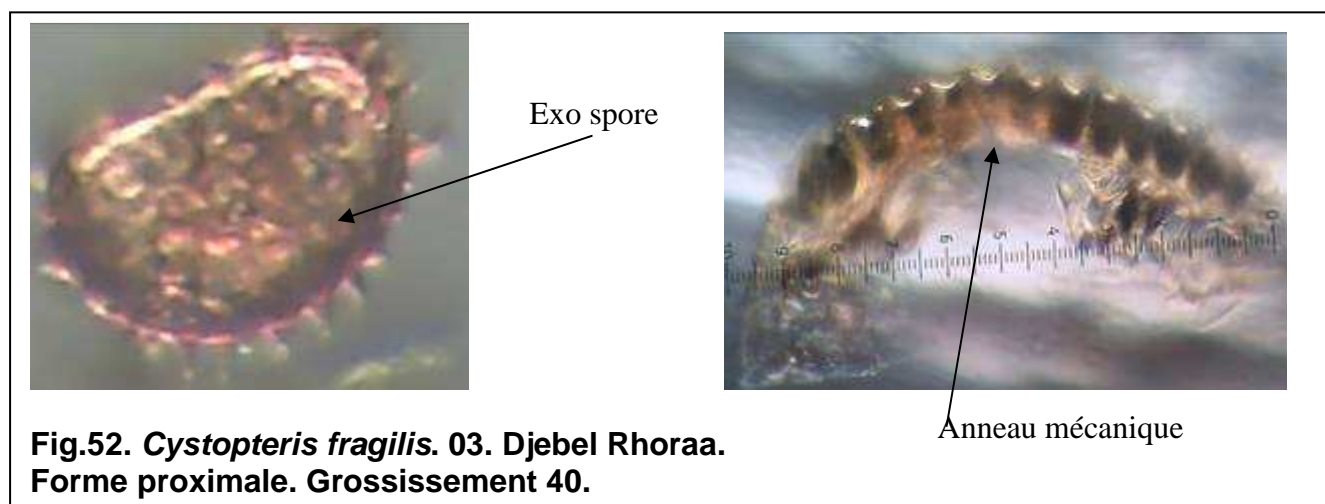 Exo spore
Anneau mécanique
Fig.52. Cystopteris fragilis. 03. Djebel Rhoraa.
Forme proximale. Grossissement 40.